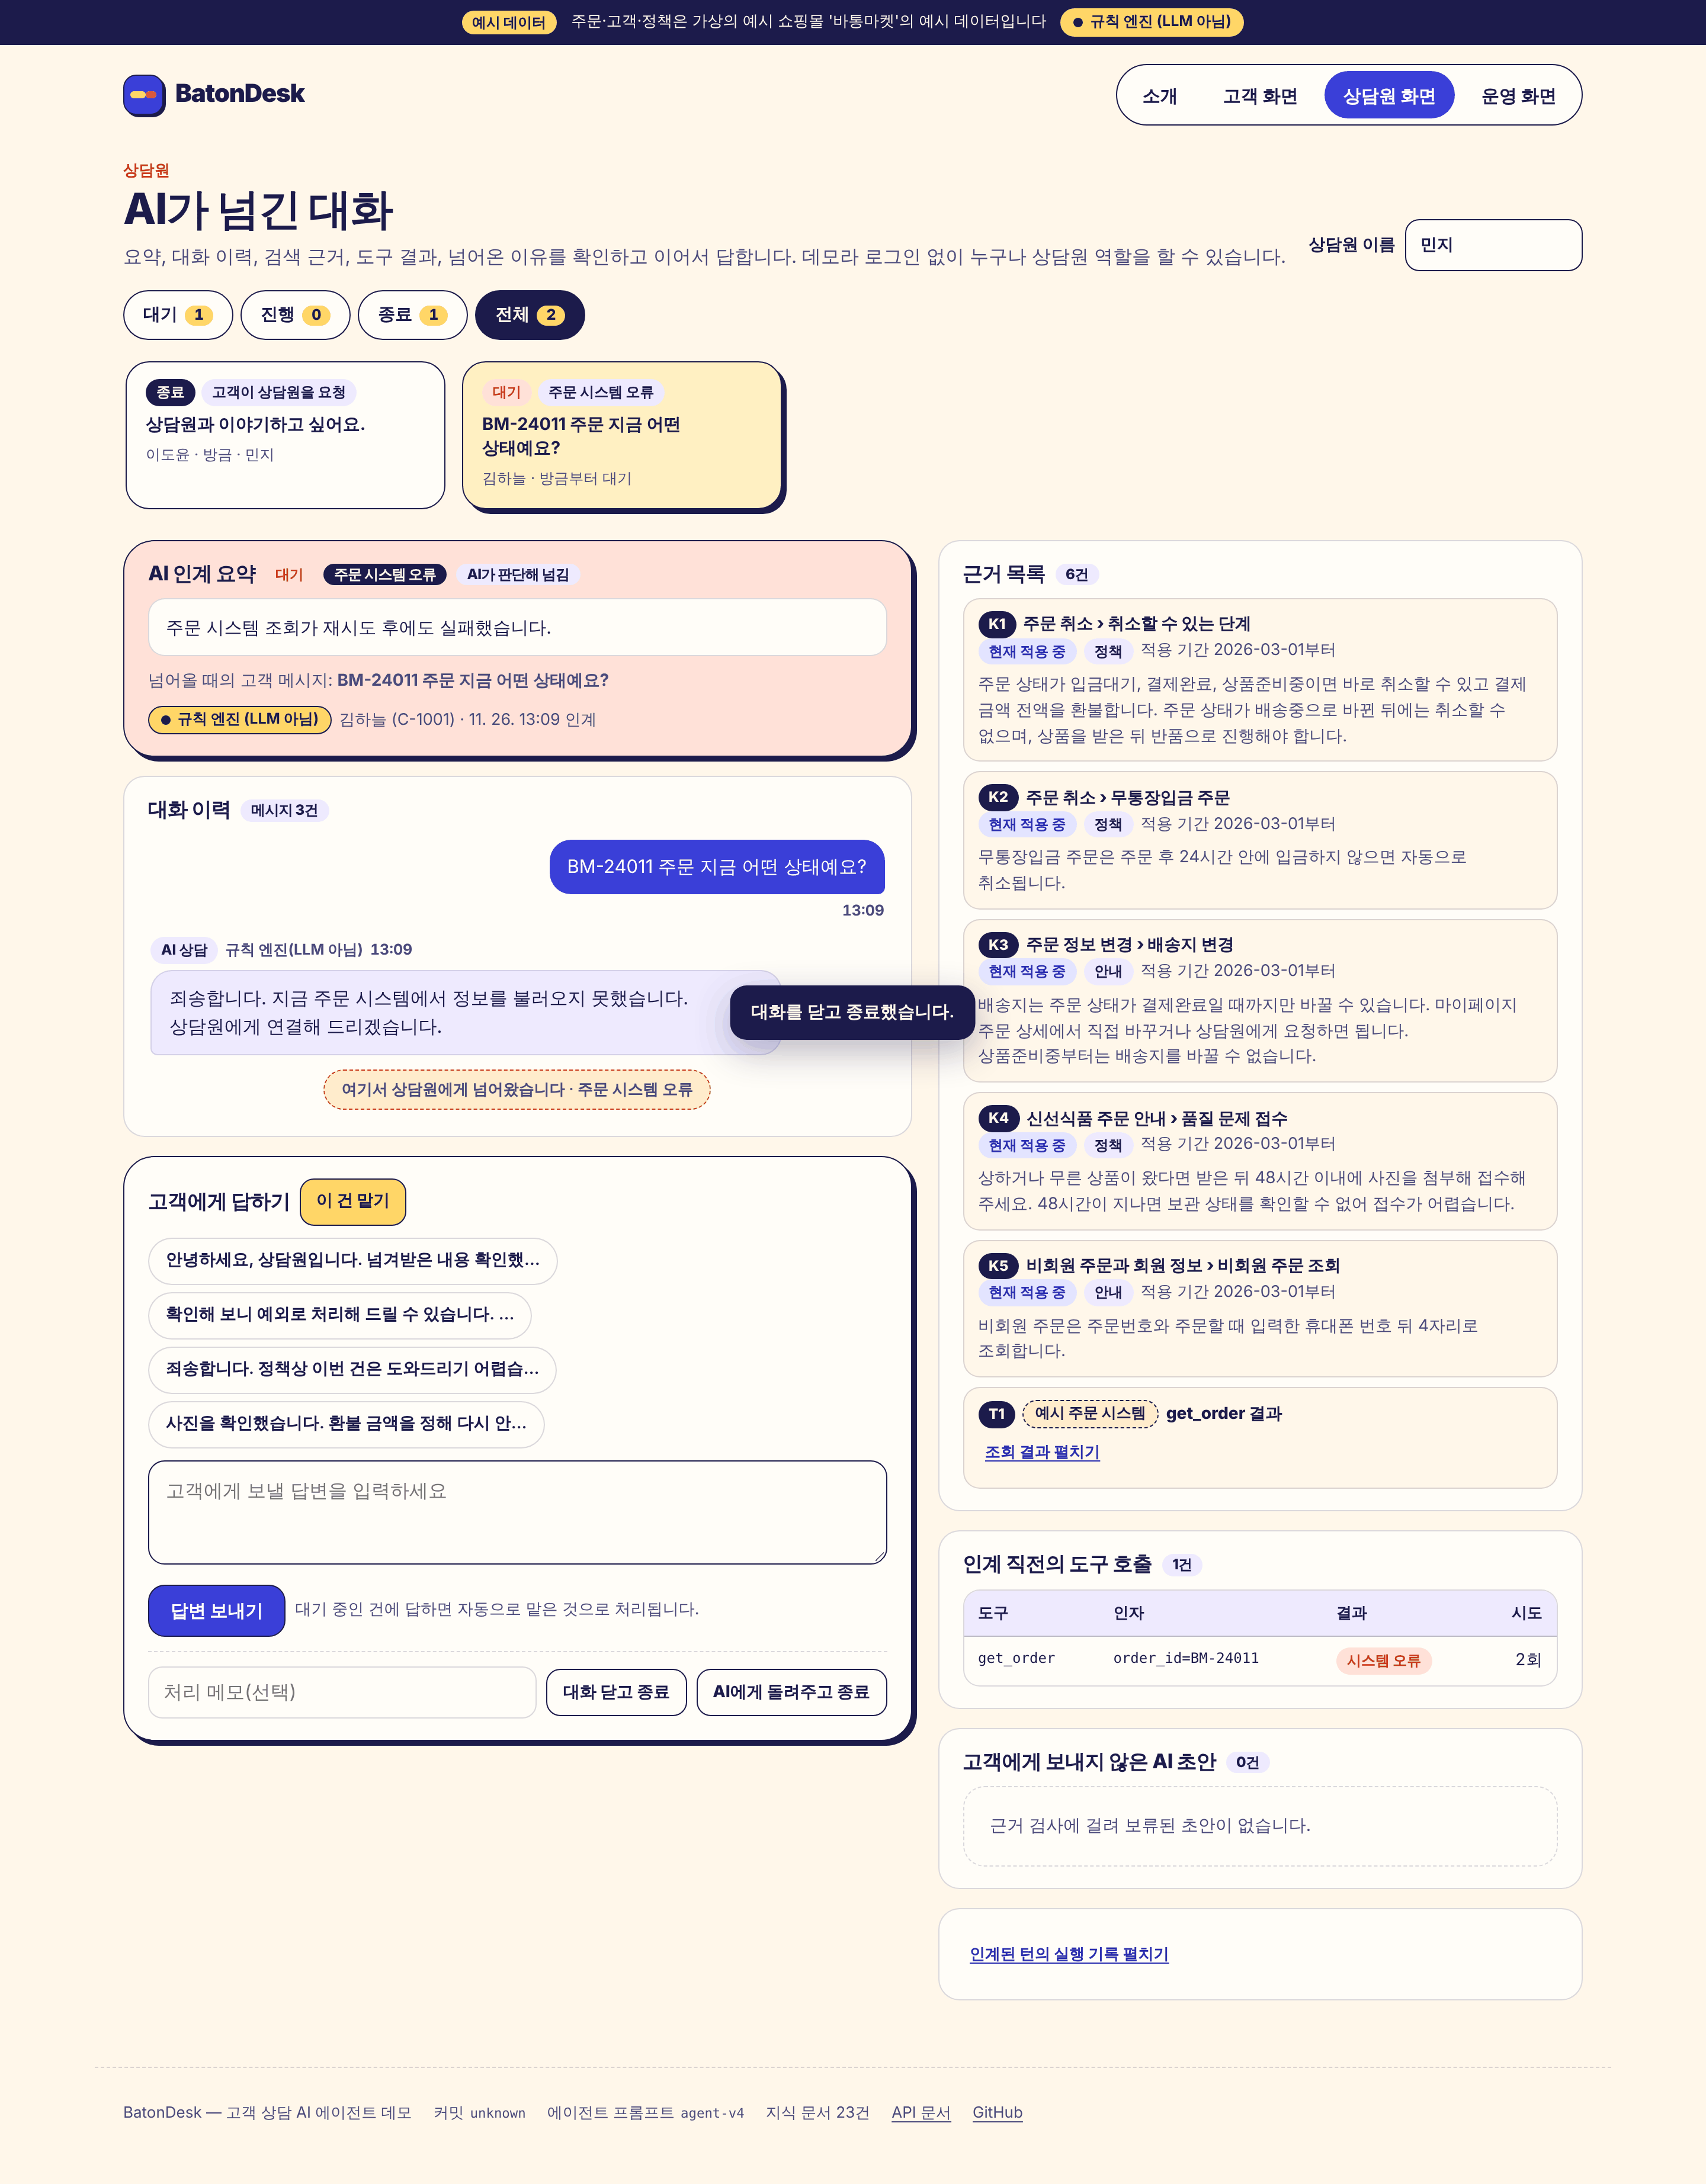 예시 데이터 주문·고객·정책은 가상의 예시 쇼핑몰 '바통마켓'의 예시 데이터입니다 ● 규칙 엔진 (LLM 아님)
BatonDesk
소개 고객 화면 상담원 화면 운영 화면
상담원
AI가 넘긴 대화
요약, 대화 이력, 검색 근거, 도구 결과, 넘어온 이유를 확인하고 이어서 답합니다. 데모라 로그인 없이 누구나 상담원 역할을 할 수 있습니다.
상담원 이름 민지
대기 1 진행 0 종료 1 전체 2
종료 고객이 상담원을 요청
상담원과 이야기하고 싶어요.
이도윤 · 방금 · 민지
대기 주문 시스템 오류
BM-24011 주문 지금 어떤
상태예요?
김하늘 · 방금부터 대기
AI 인계 요약 대기 주문 시스템 오류 AI가 판단해 넘김
주문 시스템 조회가 재시도 후에도 실패했습니다.
넘어올 때의 고객 메시지: BM-24011 주문 지금 어떤 상태예요?
● 규칙 엔진 (LLM 아님) 김하늘 (C-1001) · 11. 26. 13:09 인계
대화 이력 메시지 3건
BM-24011 주문 지금 어떤 상태예요?
13:09
AI 상담 규칙 엔진(LLM 아님) 13:09
죄송합니다. 지금 주문 시스템에서 정보를 불러오지 못했습니다.
상담원에게 연결해 드리겠습니다.
여기서 상담원에게 넘어왔습니다 · 주문 시스템 오류
대화를 닫고 종료했습니다.
고객에게 답하기 이 건 맡기
안녕하세요, 상담원입니다. 넘겨받은 내용 확인했...
확인해 보니 예외로 처리해 드릴 수 있습니다. ...
죄송합니다. 정책상 이번 건은 도와드리기 어렵습...
사진을 확인했습니다. 환불 금액을 정해 다시 안...
고객에게 보낼 답변을 입력하세요
답변 보내기 대기 중인 건에 답하면 자동으로 맡은 것으로 처리됩니다.
처리 메모(선택) 대화 닫고 종료 AI에게 돌려주고 종료
근거 목록 6건
K1 주문 취소 › 취소할 수 있는 단계
현재 적용 중 정책 적용 기간 2026-03-01부터
주문 상태가 입금대기, 결제완료, 상품준비중이면 바로 취소할 수 있고 결제
금액 전액을 환불합니다. 주문 상태가 배송중으로 바뀐 뒤에는 취소할 수
없으며, 상품을 받은 뒤 반품으로 진행해야 합니다.
K2 주문 취소 › 무통장입금 주문
현재 적용 중 정책 적용 기간 2026-03-01부터
무통장입금 주문은 주문 후 24시간 안에 입금하지 않으면 자동으로
취소됩니다.
K3 주문 정보 변경 › 배송지 변경
현재 적용 중 안내 적용 기간 2026-03-01부터
배송지는 주문 상태가 결제완료일 때까지만 바꿀 수 있습니다. 마이페이지
주문 상세에서 직접 바꾸거나 상담원에게 요청하면 됩니다.
상품준비중부터는 배송지를 바꿀 수 없습니다.
K4 신선식품 주문 안내 › 품질 문제 접수
현재 적용 중 정책 적용 기간 2026-03-01부터
상하거나 무른 상품이 왔다면 받은 뒤 48시간 이내에 사진을 첨부해 접수해
주세요. 48시간이 지나면 보관 상태를 확인할 수 없어 접수가 어렵습니다.
K5 비회원 주문과 회원 정보 › 비회원 주문 조회
현재 적용 중 안내 적용 기간 2026-03-01부터
비회원 주문은 주문번호와 주문할 때 입력한 휴대폰 번호 뒤 4자리로
조회합니다.
T1 예시 주문 시스템 get_order 결과
조회 결과 펼치기
인계 직전의 도구 호출 1건
도구 인자 결과 시도
get_order order_id=BM-24011 시스템 오류 2회
고객에게 보내지 않은 AI 초안 0건
근거 검사에 걸려 보류된 초안이 없습니다.
인계된 턴의 실행 기록 펼치기
BatonDesk — 고객 상담 AI 에이전트 데모 커밋 unknown 에이전트 프롬프트 agent-v4 지식 문서 23건 API 문서 GitHub